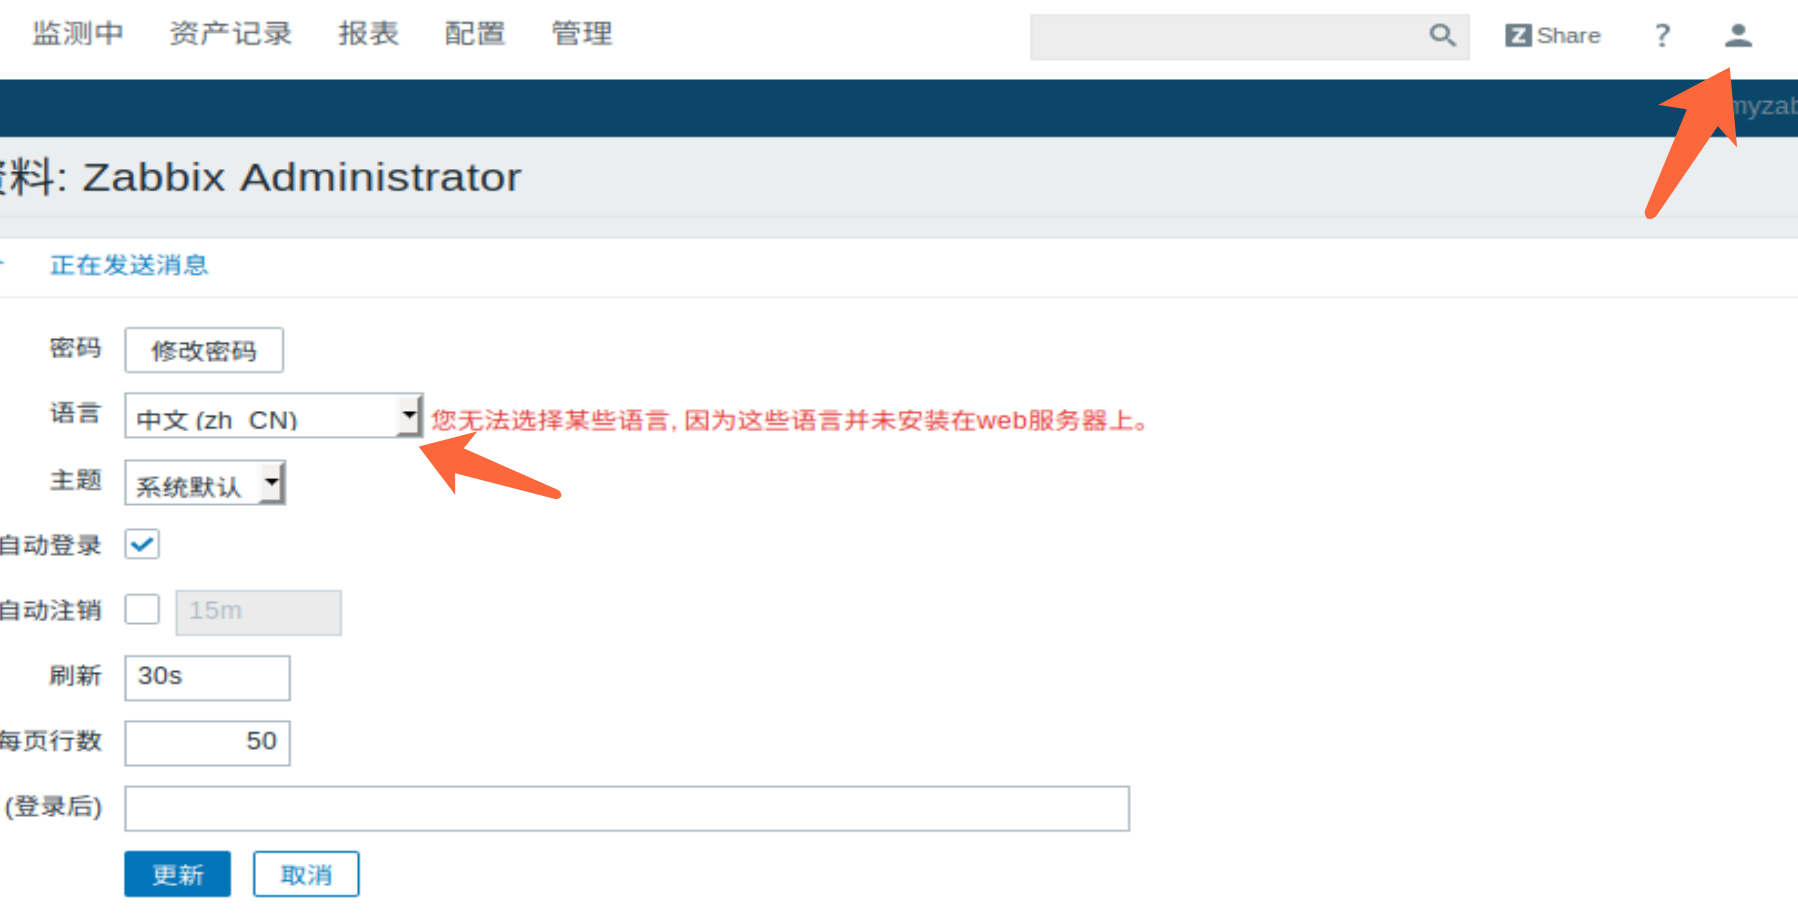 监测中 资产记录 报表 配置 管理 Z Share ?
料: Zabbix Administrator
正在发送消息
密码 修改密码
语言 中文 (zh_CN) 您无法选择某些语言, 因为这些语言并未安装在web服务器上。
主题 系统默认
自动登录
自动注销 15m
刷新 30s
每页行数 50
(登录后)
更新 取消